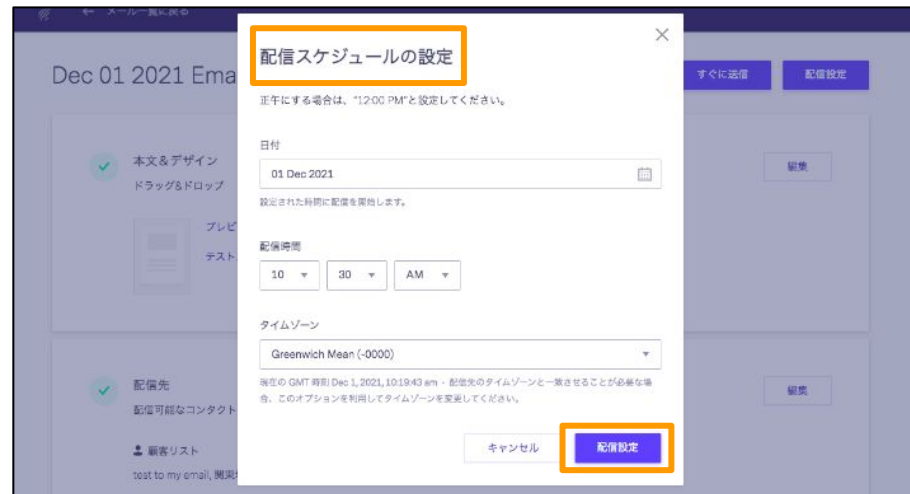 ← メール一覧に戻る
配信スケジュールの設定
Dec 01 2021 Ema
すぐに送信
配信設定
正午にする場合は、"12:00 PM"と設定してください。
日付
01 Dec 2021
設定された時間に配信を開始します。
本文&デザイン
編集
ドラッグ&ドロップ
プレビ
配信時間
テスト
10
30
AM
タイムゾーン
Greenwich Mean (-0000)
現在の GMT 時刻 Dec 1, 2021, 10:19:43 am - 配信先のタイムゾーンと一致させることが必要な場
合、このオプションを利用してタイムゾーンを変更してください。
配信先
編集
配信可能なコンタクト
キャンセル
配信設定
顧客リスト
test to my email, 関東